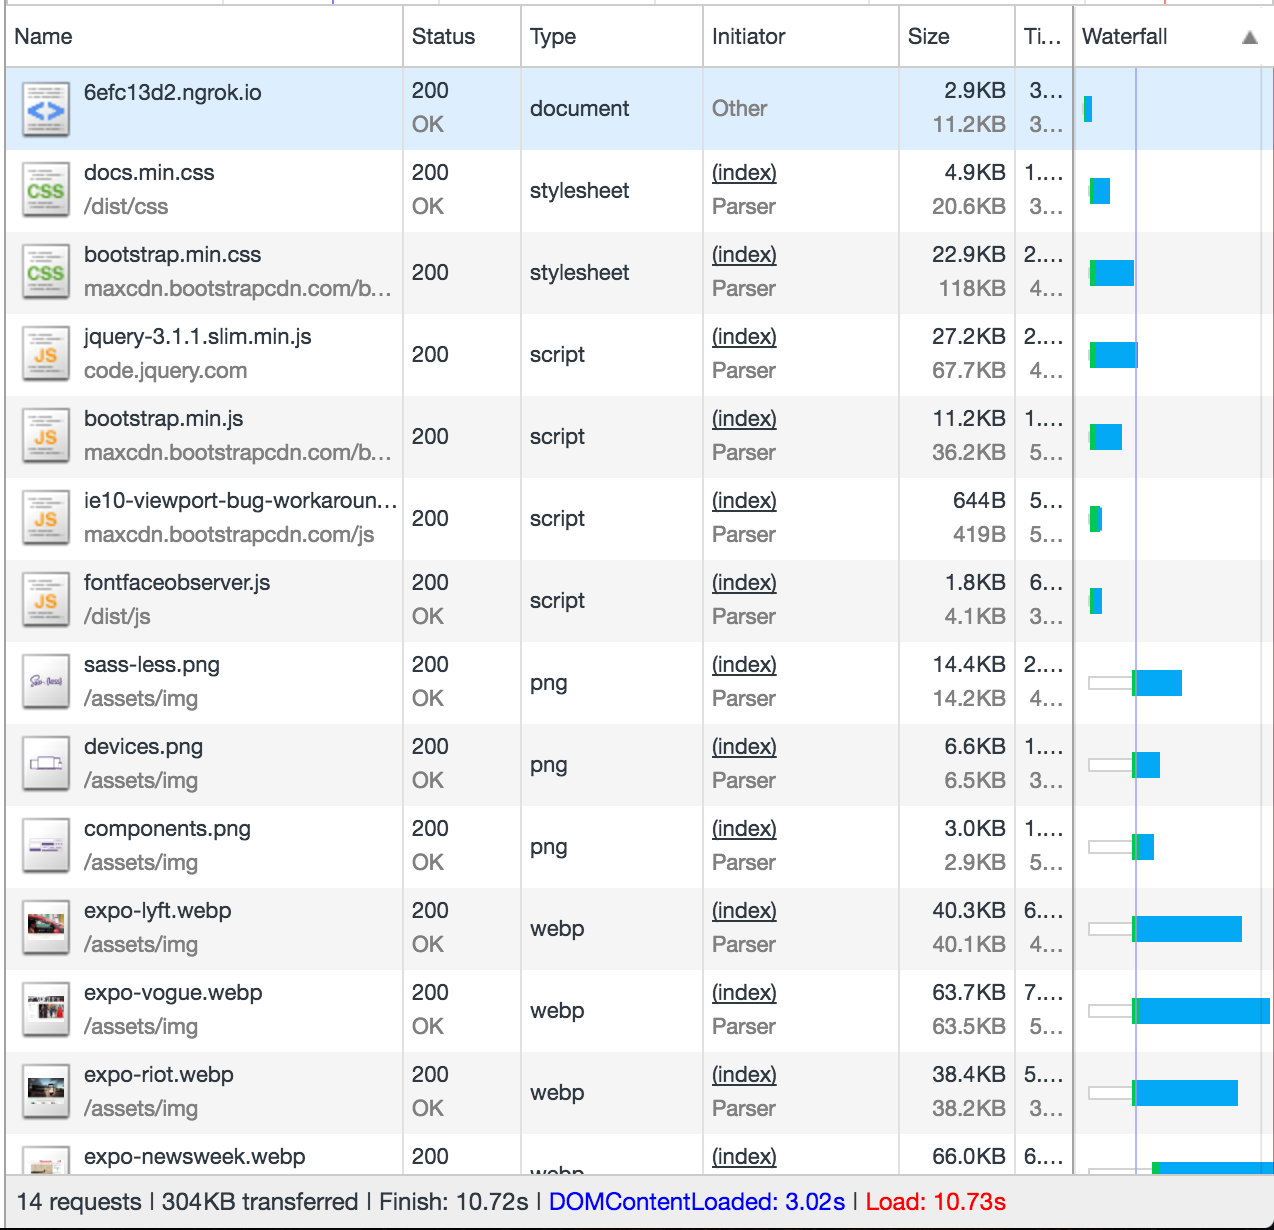 Name Status Type Initiator Size Ti... Waterfall
6efc13d2.ngrok.io 200 OK document Other 2.9KB 11.2KB 3... 3...
docs.min.css /dist/css 200 OK stylesheet (index) Parser 4.9KB 20.6KB 1.... 3...
bootstrap.min.css maxcdn.bootstrapcdn.com/b... 200 stylesheet (index) Parser 22.9KB 118KB 2.... 4...
jquery-3.1.1.slim.min.js code.jquery.com 200 script (index) Parser 27.2KB 67.7KB 2.... 4...
bootstrap.min.js maxcdn.bootstrapcdn.com/b... 200 script (index) Parser 11.2KB 36.2KB 1.... 5...
ie10-viewport-bug-workaroun... maxcdn.bootstrapcdn.com/js 200 script (index) Parser 644B 419B 5... 5...
fontfaceobserver.js /dist/js 200 OK script (index) Parser 1.8KB 4.1KB 6... 3...
sass-less.png /assets/img 200 OK png (index) Parser 14.4KB 14.2KB 2.... 4...
devices.png /assets/img 200 OK png (index) Parser 6.6KB 6.5KB 1.... 3...
components.png /assets/img 200 OK png (index) Parser 3.0KB 2.9KB 1.... 5...
expo-lyft.webp /assets/img 200 OK webp (index) Parser 40.3KB 40.1KB 6.... 4...
expo-vogue.webp /assets/img 200 OK webp (index) Parser 63.7KB 63.5KB 7.... 5...
expo-riot.webp /assets/img 200 OK webp (index) Parser 38.4KB 38.2KB 5.... 3...
expo-newsweek.webp 200 webp (index) 66.0KB 6....
14 requests | 304KB transferred | Finish: 10.72s | DOMContentLoaded: 3.02s | Load: 10.73s